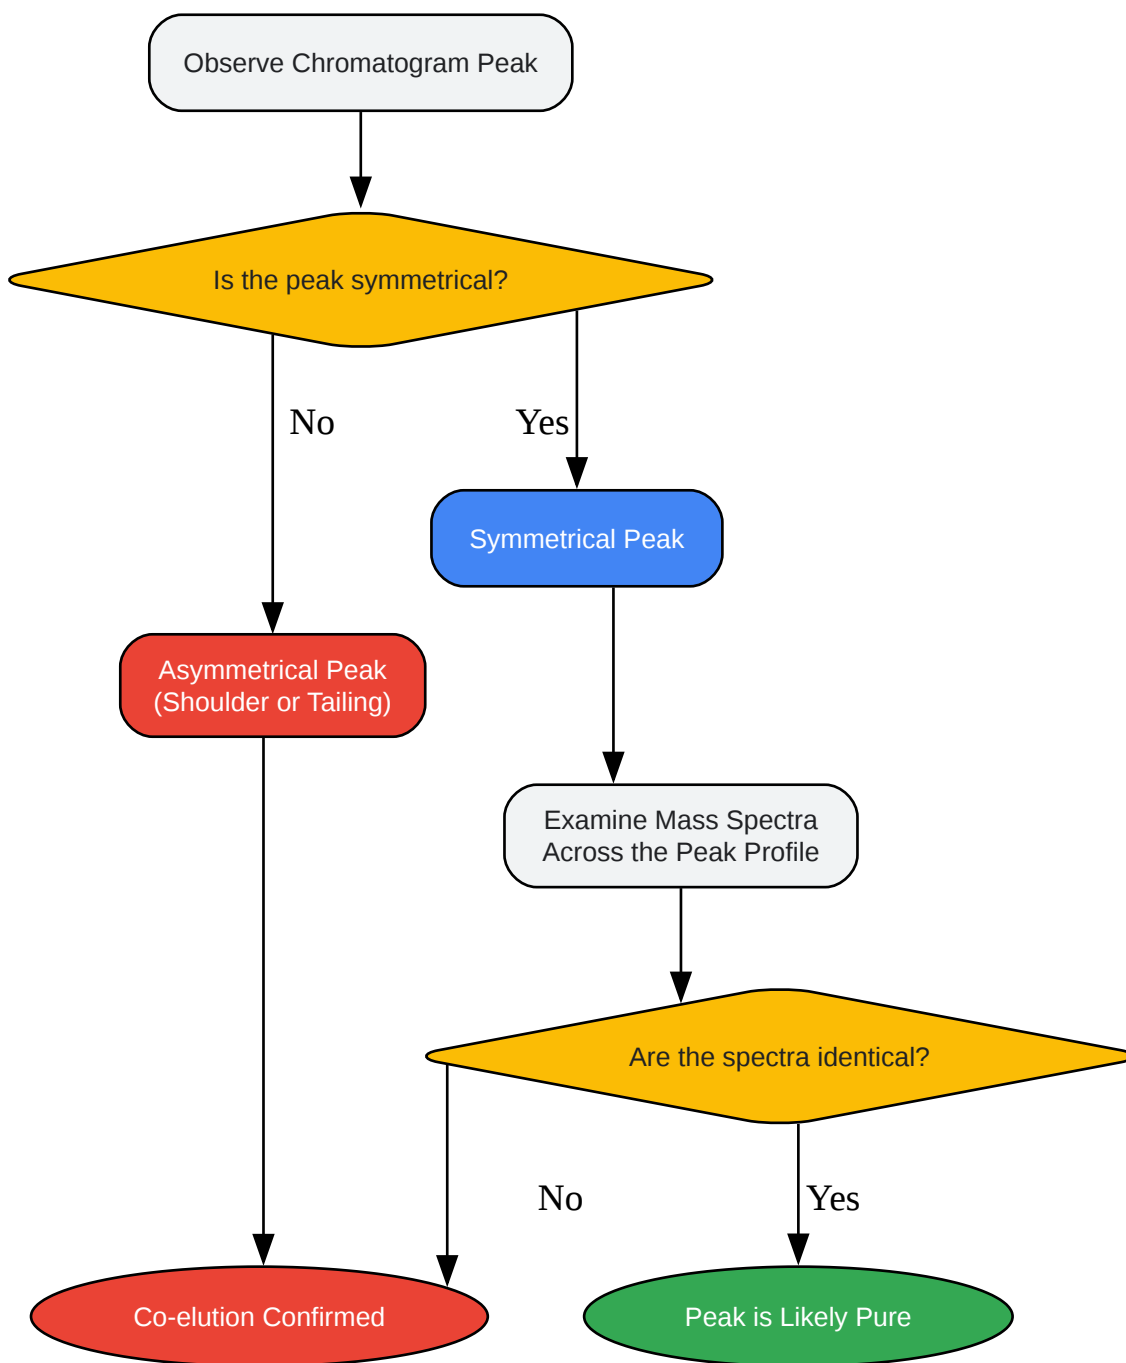 Observe Chromatogram Peak
Is the peak symmetrical?
No
Yes
Symmetrical Peak
Asymmetrical Peak
(Shoulder or Tailing)
Examine Mass Spectra
Across the Peak Profile
Are the spectra identical?
No
Yes
Co-elution Confirmed
Peak is Likely Pure